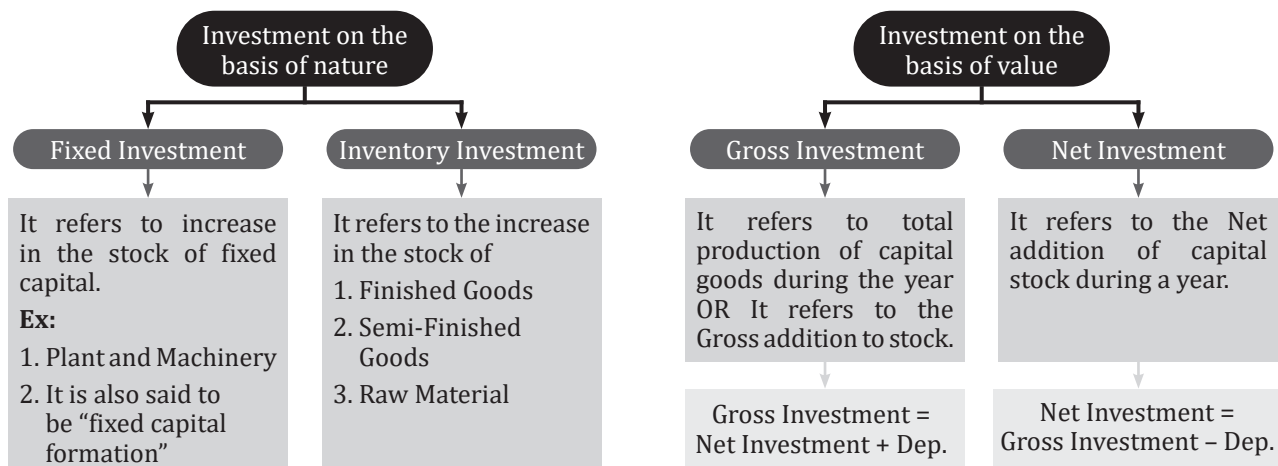 Investment on the
basis of nature
Fixed Investment
It refers to increase
in the stock of fixed
capital.
Ex:
1. Plant and Machinery
2. It is also said to
be “fixed capital
formation”
Inventory Investment
It refers to the increase
in the stock of
1. Finished Goods
2. Semi-Finished
Goods
3. Raw Material
Investment on the
basis of value
Gross Investment
It refers to total
production of capital
goods during the year
OR It refers to the
Gross addition to stock.
Gross Investment =
Net Investment + Dep.
Net Investment
It refers to the Net
addition of capital
stock during a year.
Net Investment =
Gross Investment – Dep.